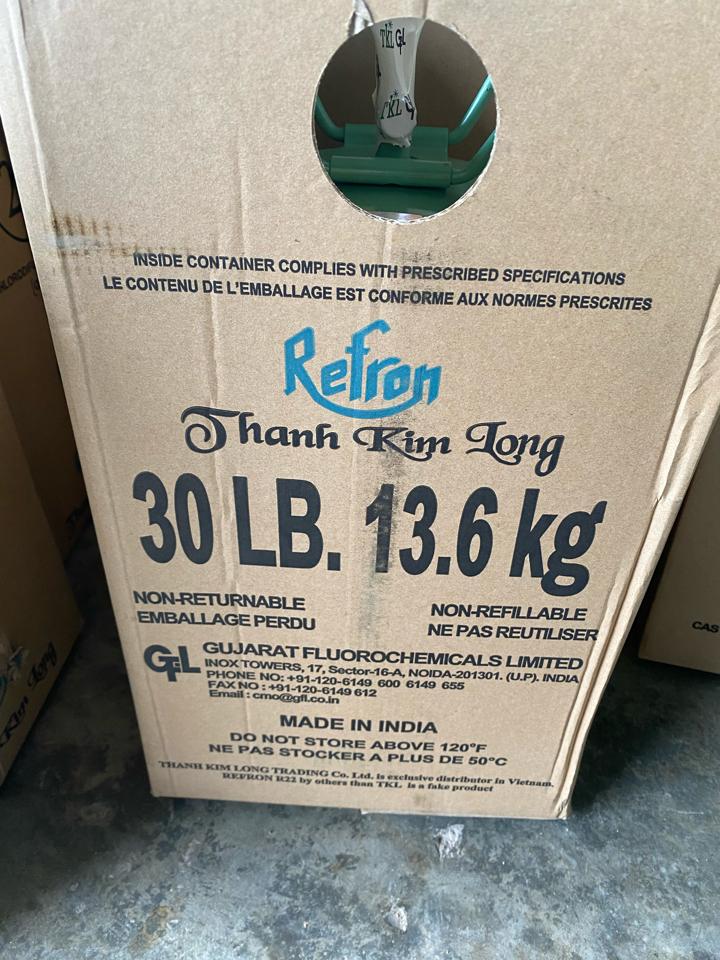 TKL GfL
TKL
INSIDE CONTAINER COMPLIES WITH PRESCRIBED SPECIFICATIONS
LE CONTENU DE L'EMBALLAGE EST CONFORME AUX NORMES PRESCRITES
Refron
Thanh Kim Long
30 LB. 13.6 kg
NON-RETURNABLE NON-REFILLABLE
EMBALLAGE PERDU NE PAS REUTILISER
GFL GUJARAT FLUOROCHEMICALS LIMITED
INOX TOWERS, 17, Sector-16-A, NOIDA-201301. (U.P). INDIA
PHONE NO: +91-120-6149 600 6149 655
FAX NO : +91-120-6149 612
Email : cmo@gfl.co.in
MADE IN INDIA
DO NOT STORE ABOVE 120°F
NE PAS STOCKER A PLUS DE 50°C
THANH KIM LONG TRADING Co. Ltd. is exclusive distributor in Vietnam.
REFRON R22 by others than TKL is a fake product
CAS